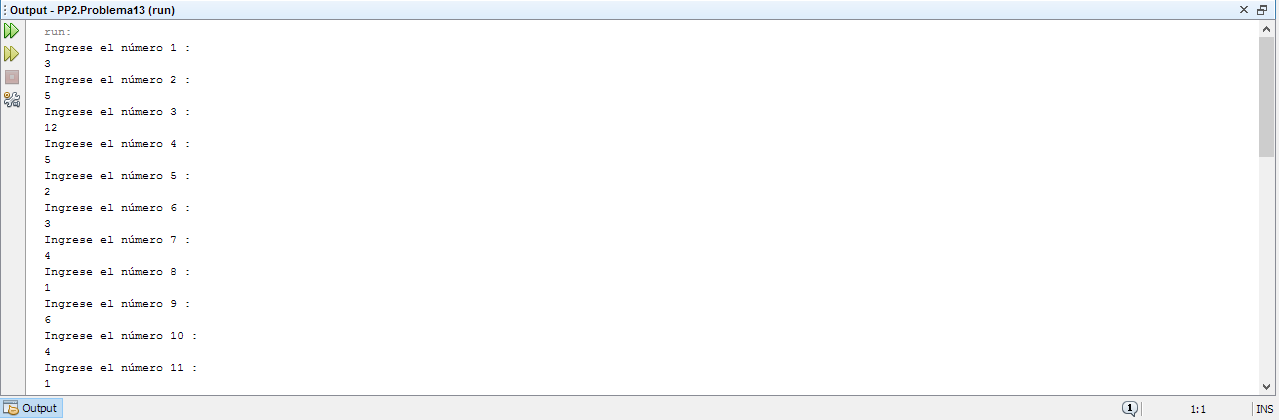 Output - PP2.Problema13 (run)
run:
Ingrese el número 1 :
3
Ingrese el número 2 :
5
Ingrese el número 3 :
12
Ingrese el número 4 :
5
Ingrese el número 5 :
2
Ingrese el número 6 :
3
Ingrese el número 7 :
4
Ingrese el número 8 :
1
Ingrese el número 9 :
6
Ingrese el número 10 :
4
Ingrese el número 11 :
1
Output
1
1:1
INS